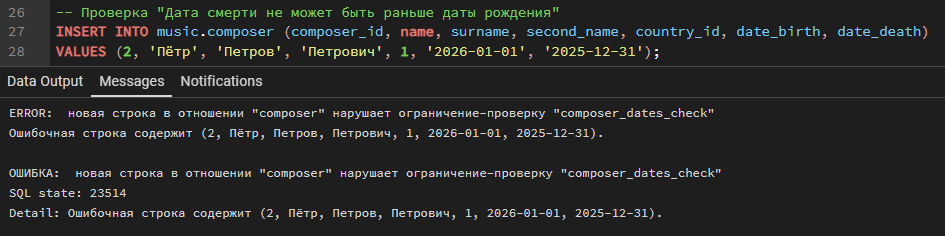 26 -- Проверка "Дата смерти не может быть раньше даты рождения"
27 INSERT INTO music.composer (composer_id, name, surname, second_name, country_id, date_birth, date_death)
28 VALUES (2, 'Пётр', 'Петров', 'Петрович', 1, '2026-01-01', '2025-12-31');
Data Output Messages Notifications
ERROR:  новая строка в отношении "composer" нарушает ограничение-проверку "composer_dates_check"
Ошибочная строка содержит (2, Пётр, Петров, Петрович, 1, 2026-01-01, 2025-12-31).
ОШИБКА:  новая строка в отношении "composer" нарушает ограничение-проверку "composer_dates_check"
SQL state: 23514
Detail: Ошибочная строка содержит (2, Пётр, Петров, Петрович, 1, 2026-01-01, 2025-12-31).